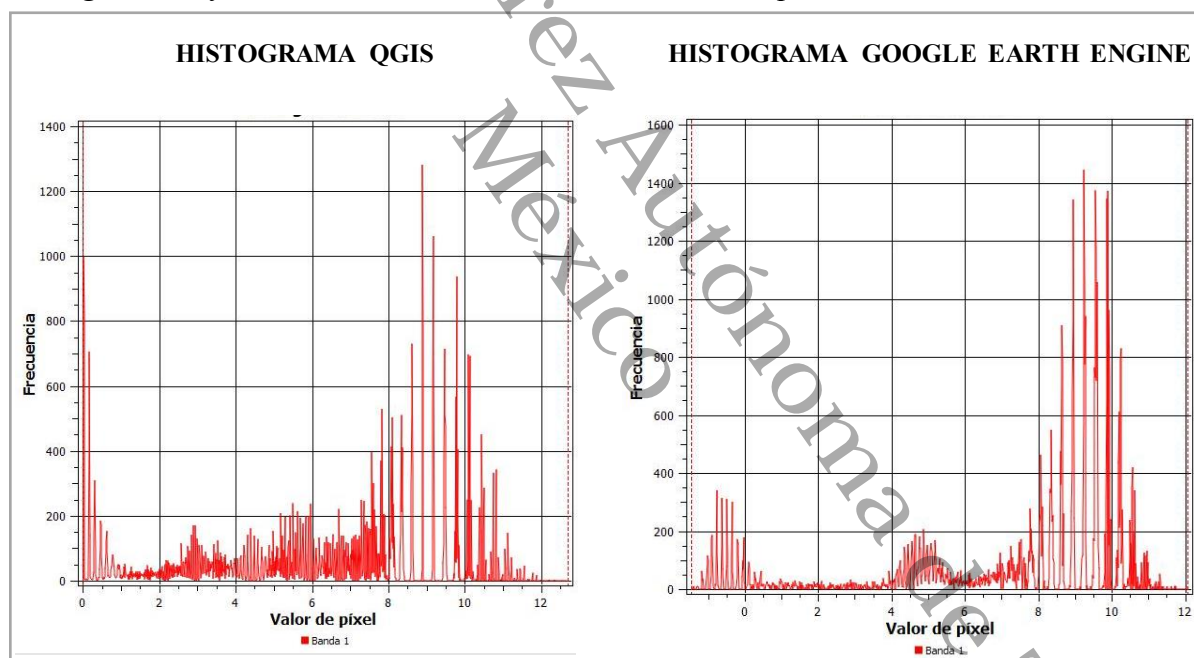 HISTOGRAMA QGIS
1400
1200
1000
800
600
400
200
0
Frecuencia
0 2 4 6 8 10 12
Valor de píxel
Banda 1
HISTOGRAMA GOOGLE EARTH ENGINE
1600
1400
1200
1000
800
600
400
200
0
Frecuencia
0 2 4 6 8 10 12
Valor de píxel
Banda 1
Autónoma de
México